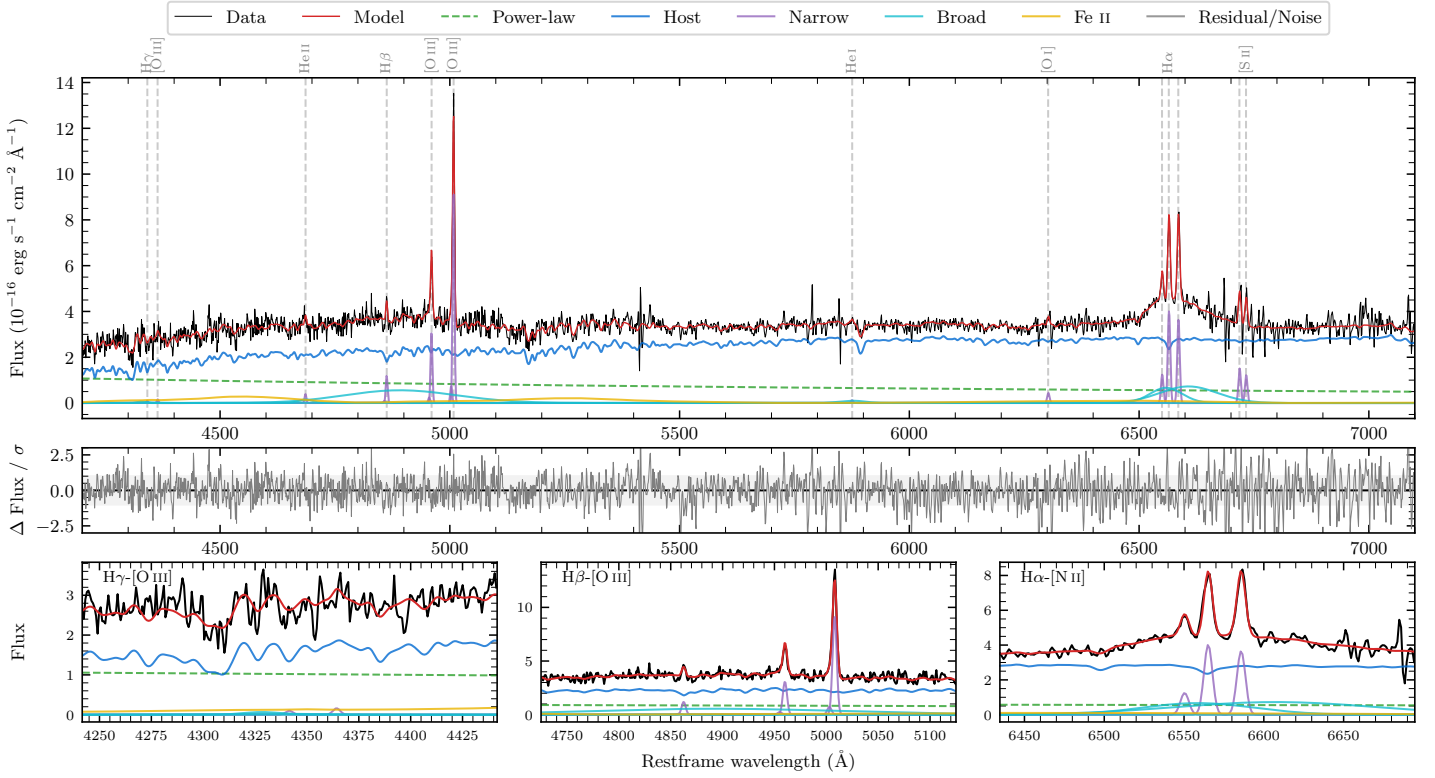 Data Model Power-law Host Narrow Broad Fe II Residual/Noise
Hγ [O III] He II Hβ [O III] [O III] He I [O I] Hα [S II]
Flux (10⁻¹⁶ erg s⁻¹ cm⁻² Å⁻¹)
14
12
10
8
6
4
2
0
4500 5000 5500 6000 6500 7000
Δ Flux / σ
2.5
0.0
−2.5
4500 5000 5500 6000 6500 7000
Flux
Hγ-[O III]
3
2
1
0
4250 4275 4300 4325 4350 4375 4400 4425
Hβ-[O III]
10
5
0
4750 4800 4850 4900 4950 5000 5050 5100
Hα-[N II]
8
6
4
2
0
6450 6500 6550 6600 6650
Restframe wavelength (Å)